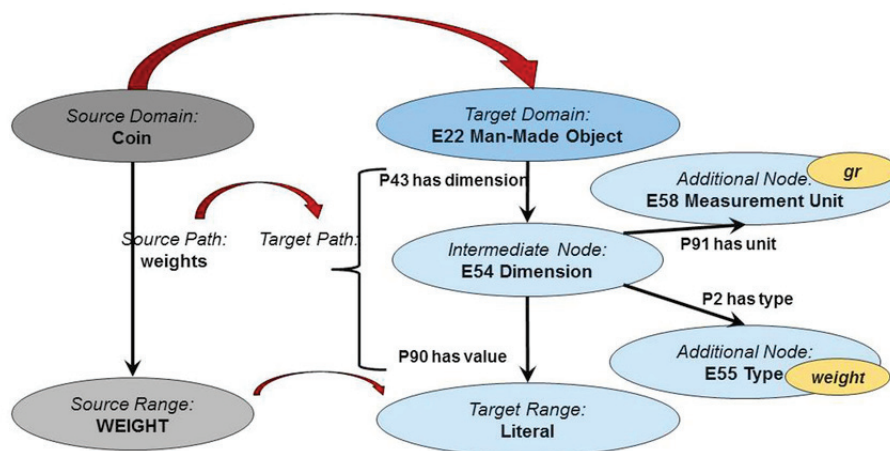 Source Domain:
Coin
Target Domain:
E22 Man-Made Object
P43 has dimension
Additional Node:
gr
E58 Measurement Unit
P91 has unit
Source Path:
weights
Target Path:
Intermediate Node:
E54 Dimension
P2 has type
P90 has value
Additional Node:
E55 Type
weight
Source Range:
WEIGHT
Target Range:
Literal